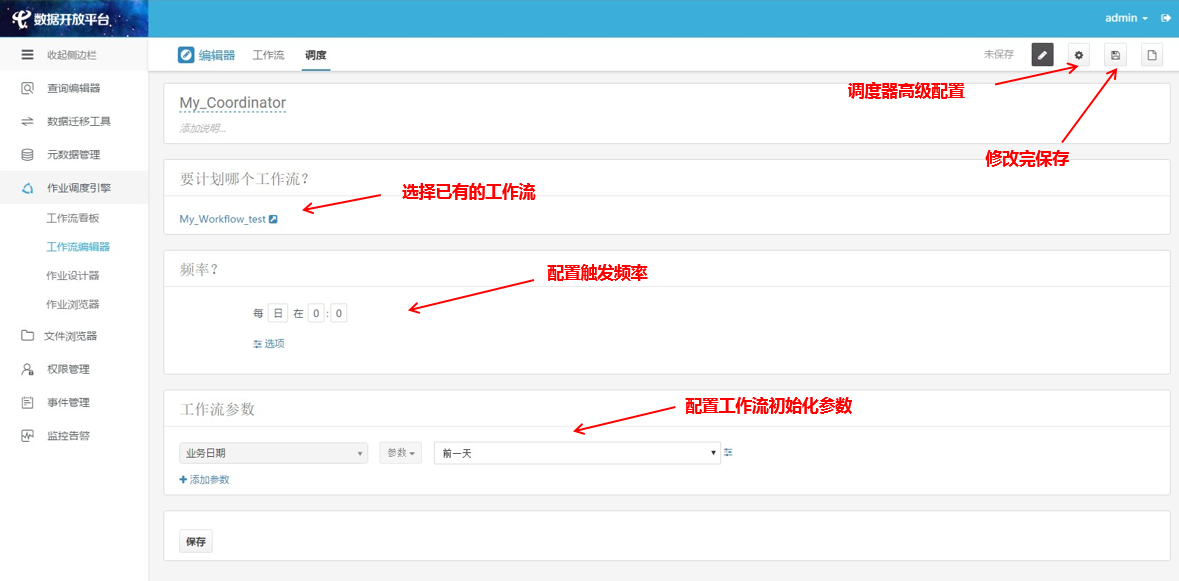 数据开放平台
admin
收起侧边栏
编辑器 工作流 调度
未保存
查询编辑器
数据迁移工具
元数据管理
作业调度引擎
工作流看板
工作流编辑器
作业设计器
作业浏览器
文件浏览器
权限管理
事件管理
监控告警
调度器高级配置
修改完保存
My_Coordinator
添加说明...
要计划哪个工作流?
选择已有的工作流
My_Workflow_test
频率?
配置触发频率
每 日 在 0 : 0
选项
工作流参数
配置工作流初始化参数
业务日期 参数 前一天
添加参数
保存